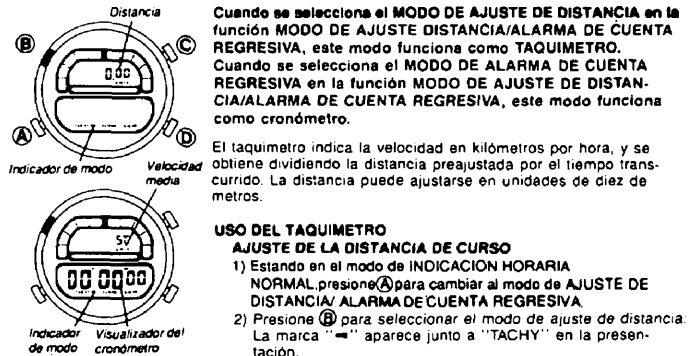 Distancia
B
C
0.00
A
D
Indicador de modo
Velocidad media
57
00 00 00
Indicador de modo
Visualizador del cronómetro
Cuando se selecciona el MODO DE AJUSTE DE DISTANCIA en la
función MODO DE AJUSTE DISTANCIA/ALARMA DE CUENTA
REGRESIVA, este modo funciona como TAQUIMETRO.
Cuando se selecciona el MODO DE ALARMA DE CUENTA
REGRESIVA en la función MODO DE AJUSTE DE DISTAN-
CIA/ALARMA DE CUENTA REGRESIVA, este modo funciona
como cronómetro.
El taquimetro indica la velocidad en kilómetros por hora, y se
obtiene dividiendo la distancia preajustada por el tiempo trans-
currido. La distancia puede ajustarse en unidades de diez de
metros.
USO DEL TAQUIMETRO
AJUSTE DE LA DISTANCIA DE CURSO
1) Estando en el modo de INDICACION HORARIA
NORMAL,presione Ⓐ para cambiar al modo de AJUSTE DE
DISTANCIA/ ALARMA DE CUENTA REGRESIVA.
2) Presione Ⓑ para seleccionar el modo de ajuste de distancia:
La marca "➡" aparece junto a "TACHY" en la presen-
tación.